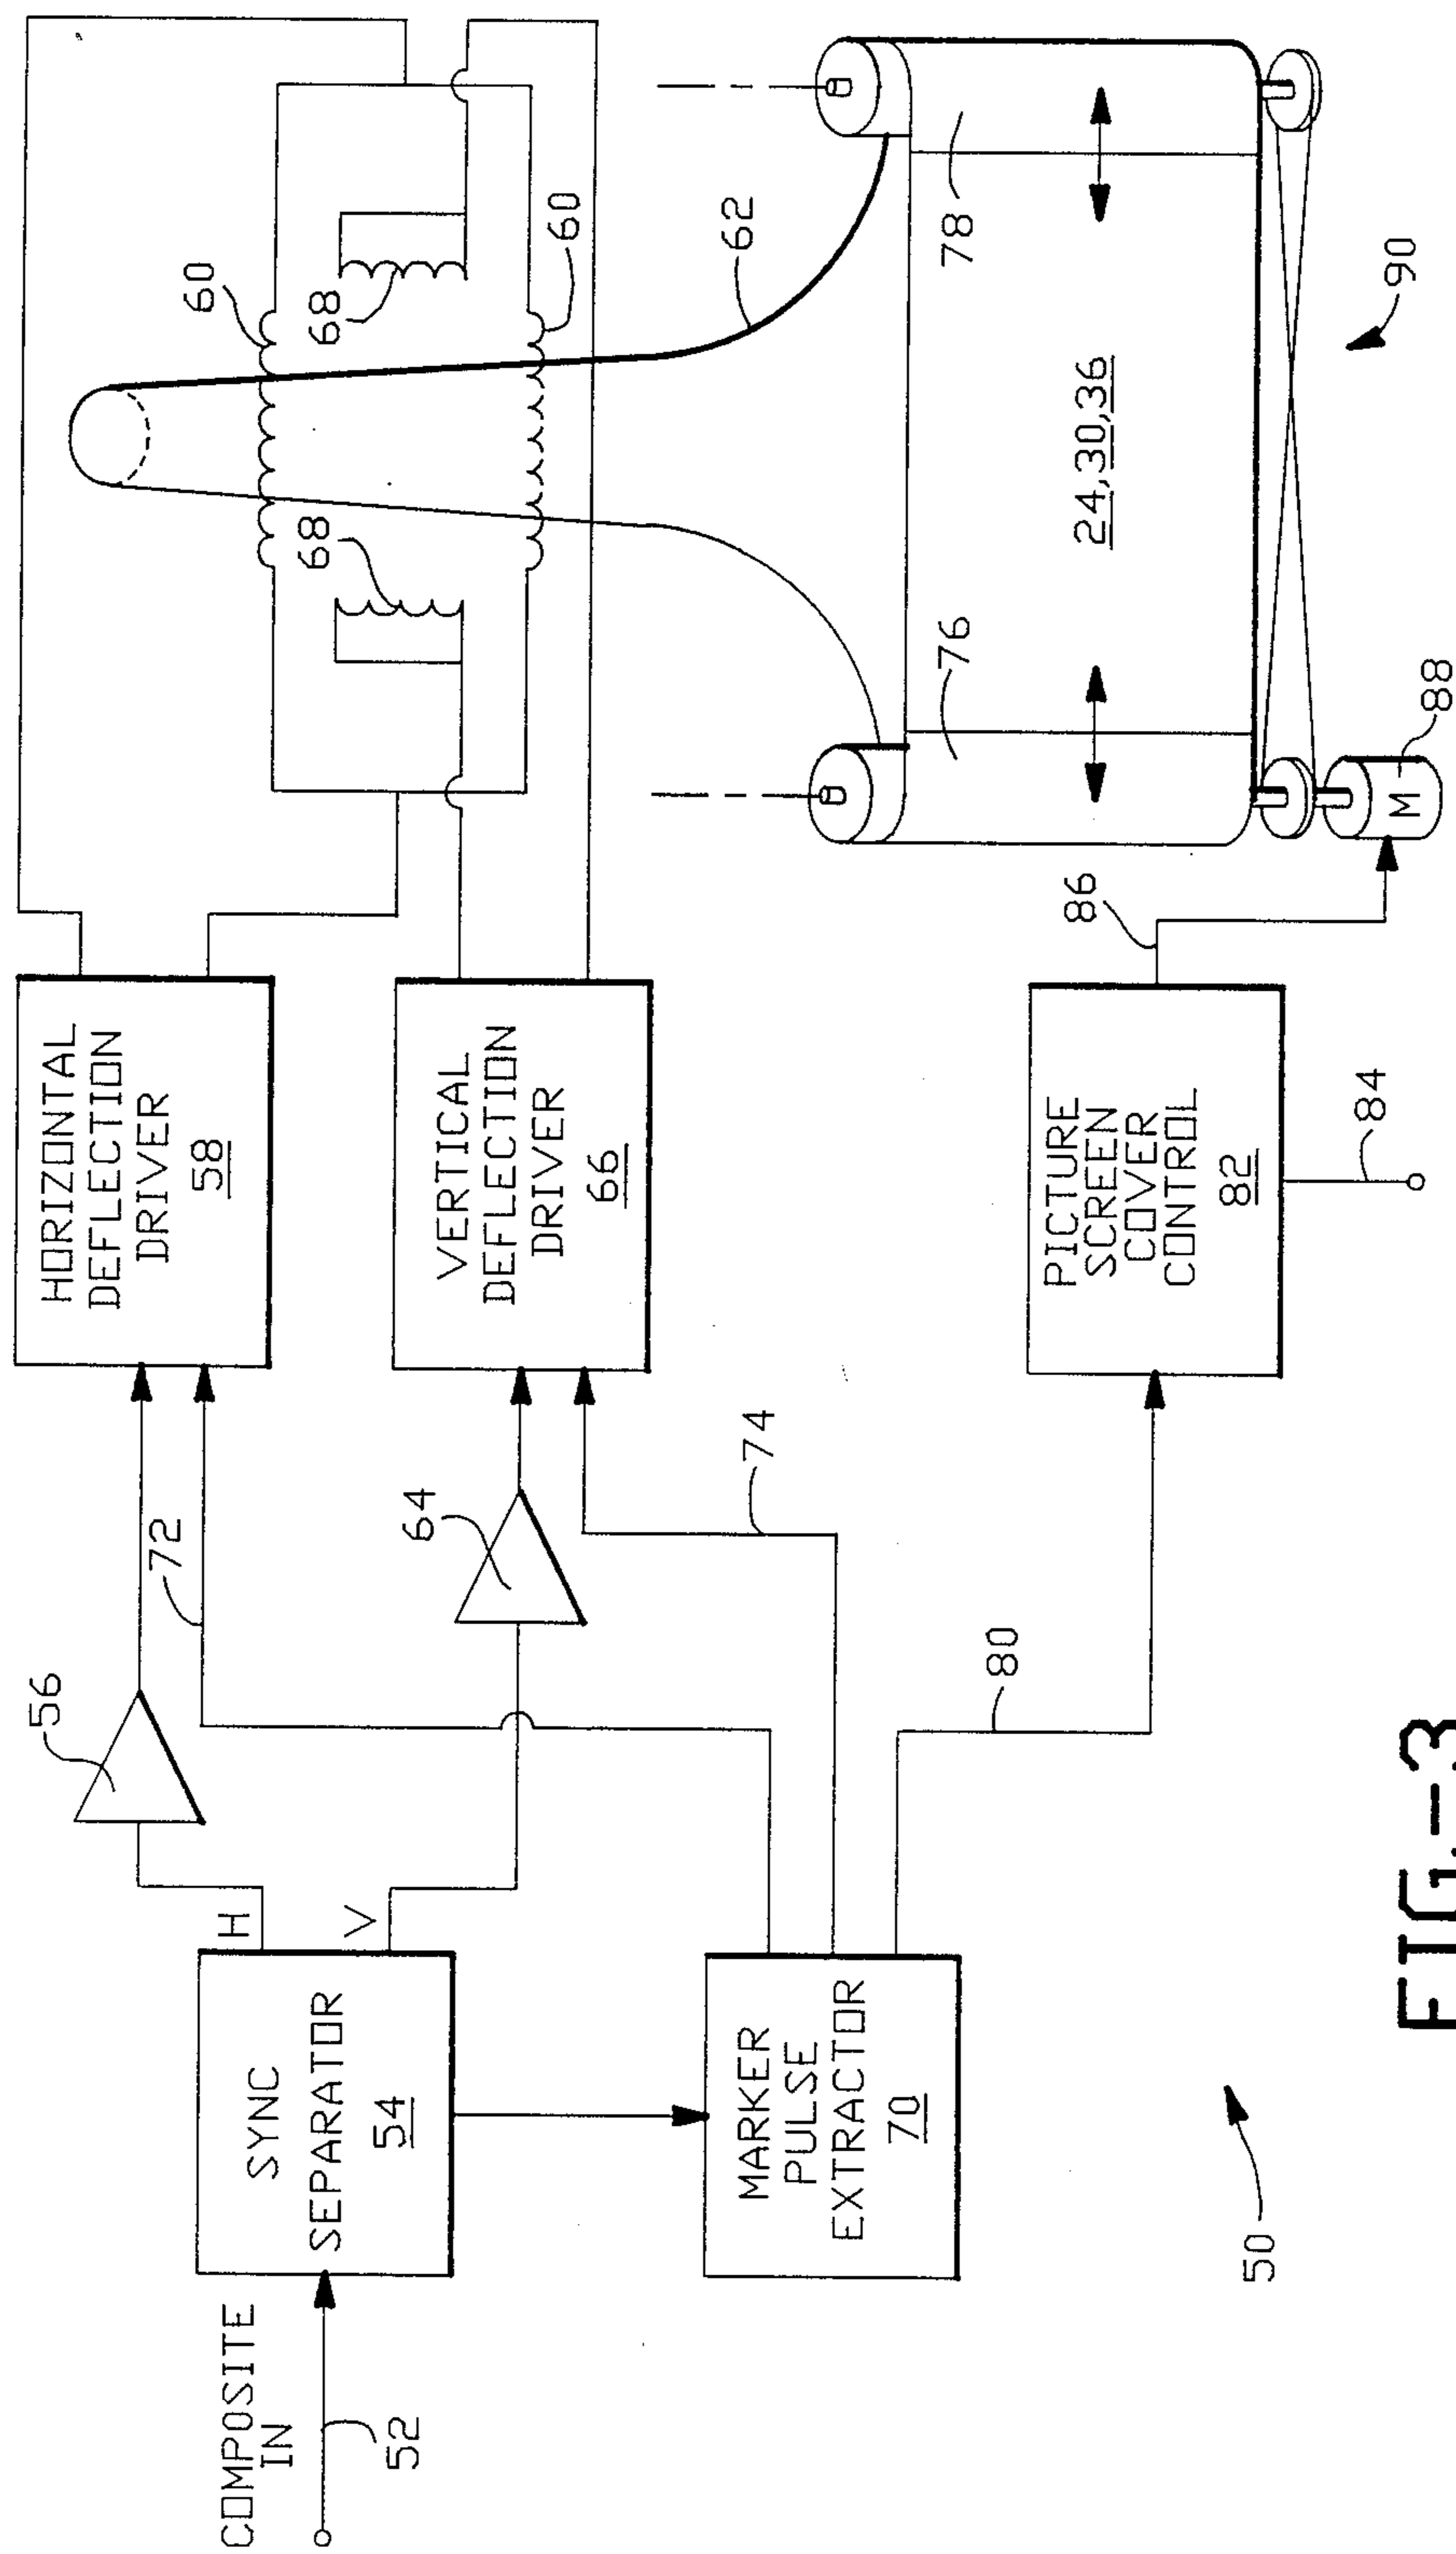 COMPOSITE
IN
52
SYNC
SEPARATOR
54
H
V
56
72
64
HORIZONTAL
DEFLECTION
DRIVER
58
VERTICAL
DEFLECTION
DRIVER
66
60
68
68
60
62
MARKER
PULSE
EXTRACTOR
70
74
80
PICTURE
SCREEN
COVER
CONTROL
82
84
86
76
24,30,36
78
M
88
90
50
FIG.-3